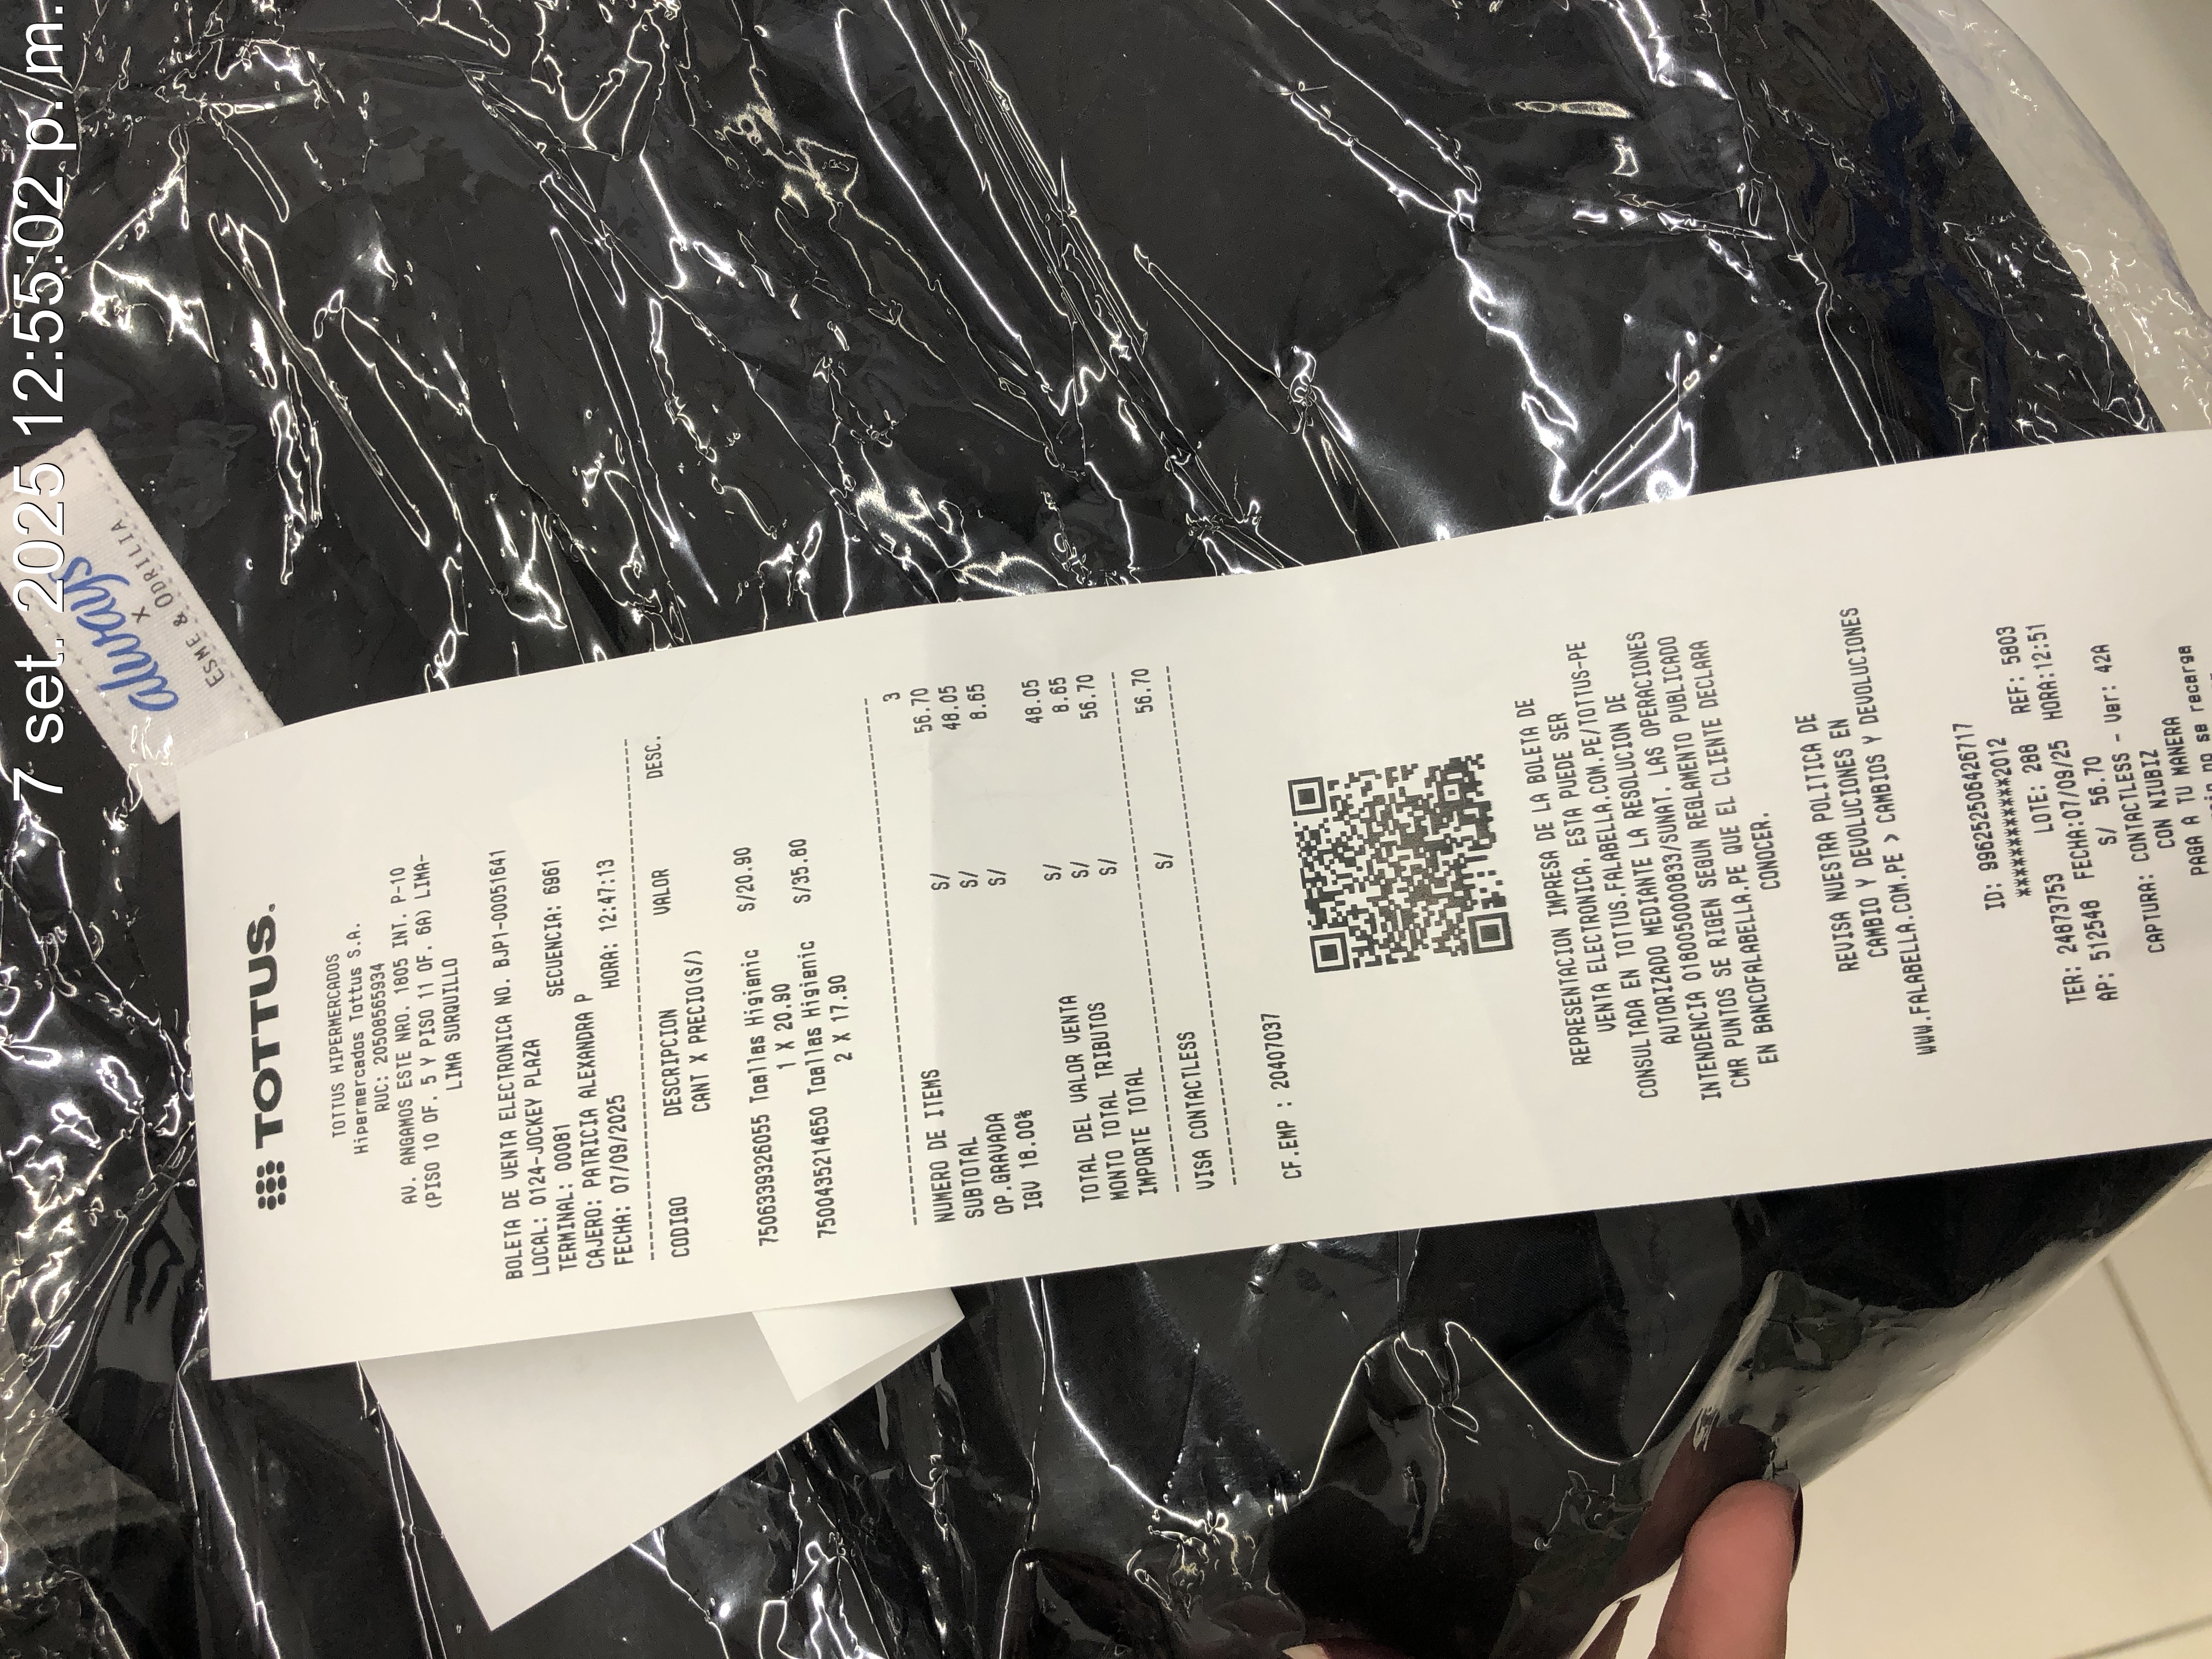 7 set. 2025 12:55:02 p. m.
always
X
ESME & ODRILIA
TOTTUS.
TOTTUS HIPERMERCADOS
Hipermercados Tottus S.A.
RUC: 20508565934
AV. ANGAMOS ESTE NRO. 1805 INT. P-10
(PISO 10 OF. 5 Y PISO 11 OF. 6A) LIMA-
LIMA SURQUILLO
BOLETA DE VENTA ELECTRONICA NO. BJP1-00051641
LOCAL: 0124-JOCKEY PLAZA
TERMINAL: 00081 SECUENCIA: 6961
CAJERO: PATRICIA ALEXANDRA P
FECHA: 07/09/2025 HORA: 12:47:13
CODIGO DESCRIPCION VALOR DESC.
CANT X PRECIO(S/)
7506339326055 Toallas Higienic S/20.90
1 X 20.90
7500435214650 Toallas Higienic S/35.80
2 X 17.90
NUMERO DE ITEMS 3
SUBTOTAL S/ 56.70
OP.GRAVADA S/ 48.05
IGV 18.00% S/ 8.65
TOTAL DEL VALOR VENTA S/ 48.05
MONTO TOTAL TRIBUTOS S/ 8.65
IMPORTE TOTAL S/ 56.70
VISA CONTACTLESS S/ 56.70
CF.EMP : 20407037
REPRESENTACION IMPRESA DE LA BOLETA DE
VENTA ELECTRONICA, ESTA PUEDE SER
CONSULTADA EN TOTTUS.FALABELLA.COM.PE/TOTTUS-PE
AUTORIZADO MEDIANTE LA RESOLUCION DE
INTENDENCIA 0180050000833/SUNAT. LAS OPERACIONES
CMR PUNTOS SE RIGEN SEGUN REGLAMENTO PUBLICADO
EN BANCOFALABELLA.PE QUE EL CLIENTE DECLARA
CONOCER.
REVISA NUESTRA POLITICA DE
CAMBIO Y DEVOLUCIONES EN
WWW.FALABELLA.COM.PE > CAMBIOS Y DEVOLUCIONES
ID: 996252506426717
************2012
TER: 24873753 LOTE: 288 REF: 5803
AP: 512548 FECHA:07/09/25 HORA:12:51
S/ 56.70
CAPTURA: CONTACTLESS - Ver: 42A
CON NIUBIZ
PAGA A TU MANERA
no se recarga